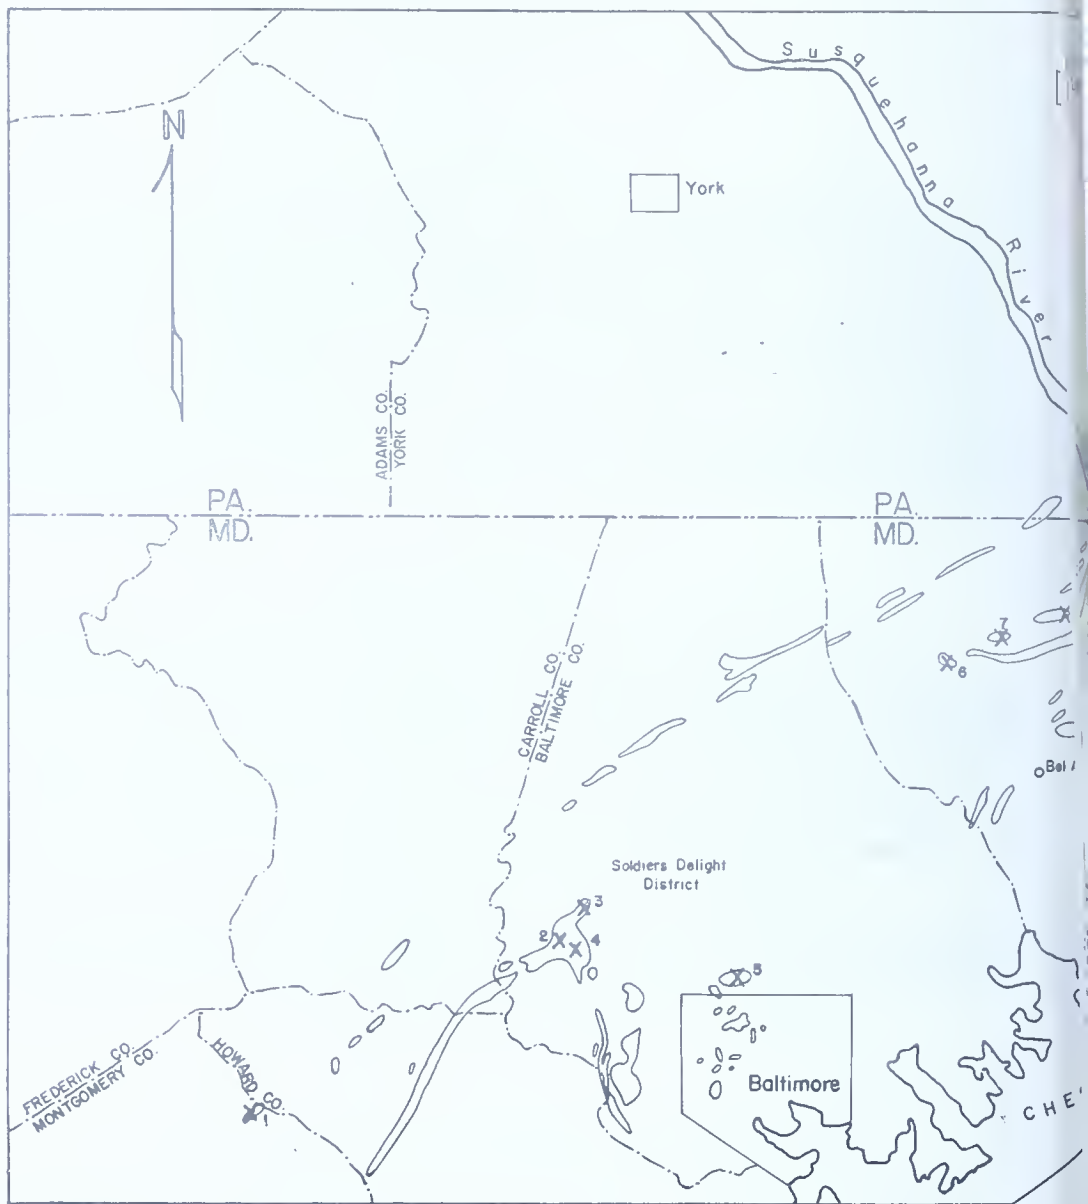 Susquehanna River
N
York
ADAMS CO.
YORK CO.
PA.
MD.
PA.
MD.
7
6
CARROLL CO.
BALTIMORE CO.
Soldiers Delight
District
3
2
4
5
FREDERICK CO.
MONTGOMERY CO.
HOWARD CO.
1
Baltimore